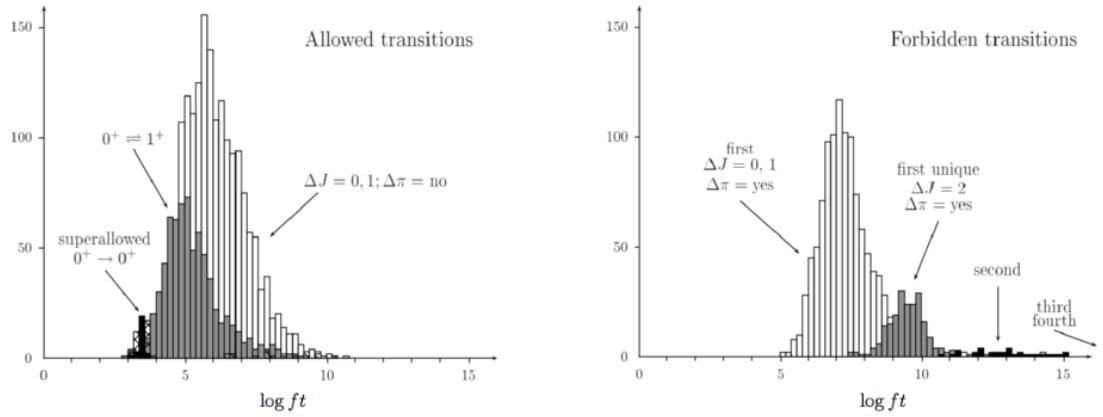 Allowed transitions
150
100
50
0
0⁺ ⇌ 1⁺
ΔJ = 0, 1; Δπ = no
superallowed
0⁺ → 0⁺
0 5 10 15
log ft
Forbidden transitions
150
100
50
0
first
ΔJ = 0, 1
Δπ = yes
first unique
ΔJ = 2
Δπ = yes
second
third
fourth
0 5 10 15
log ft